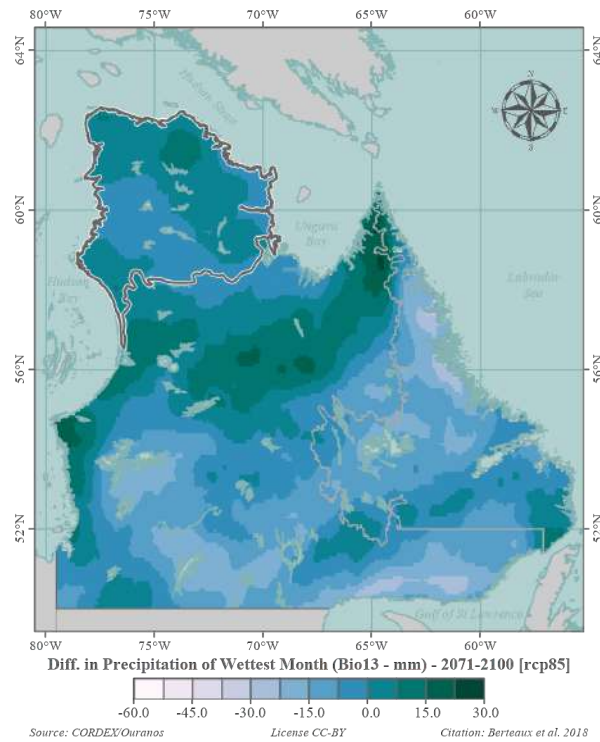 80°W 75°W 70°W 65°W 60°W
64°N 64°N
Hudson Strait
N
W E
S
60°N 60°N
Ungava
Bay
Hudson
Bay
Labrador
Sea
56°N 56°N
52°N 52°N
Gulf of St Lawrence
80°W 75°W 70°W 65°W 60°W
Diff. in Precipitation of Wettest Month (Bio13 - mm) - 2071-2100 [rcp85]
-60.0 -45.0 -30.0 -15.0 0.0 15.0 30.0
Source: CORDEX/Ouranos License CC-BY Citation: Berteaux et al. 2018